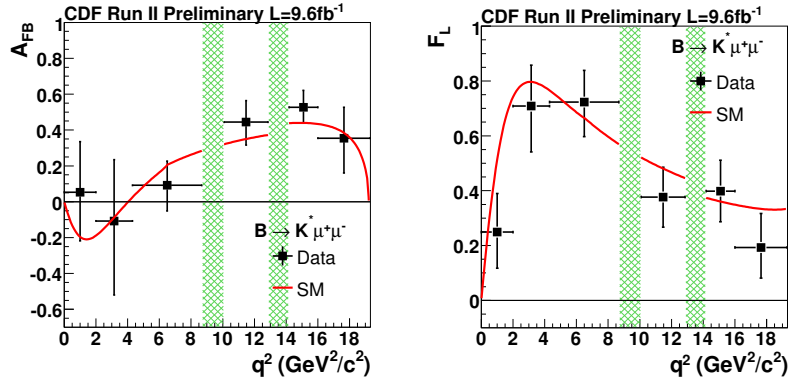 CDF Run II Preliminary L=9.6fb⁻¹
A_FB
1
0.8
0.6
0.4
0.2
0
-0.2
-0.4
-0.6
B → K*μ⁺μ⁻
Data
SM
0 2 4 6 8 10 12 14 16 18
q² (GeV²/c²)
CDF Run II Preliminary L=9.6fb⁻¹
F_L
1
0.8
0.6
0.4
0.2
0
B → K*μ⁺μ⁻
Data
SM
0 2 4 6 8 10 12 14 16 18
q² (GeV²/c²)